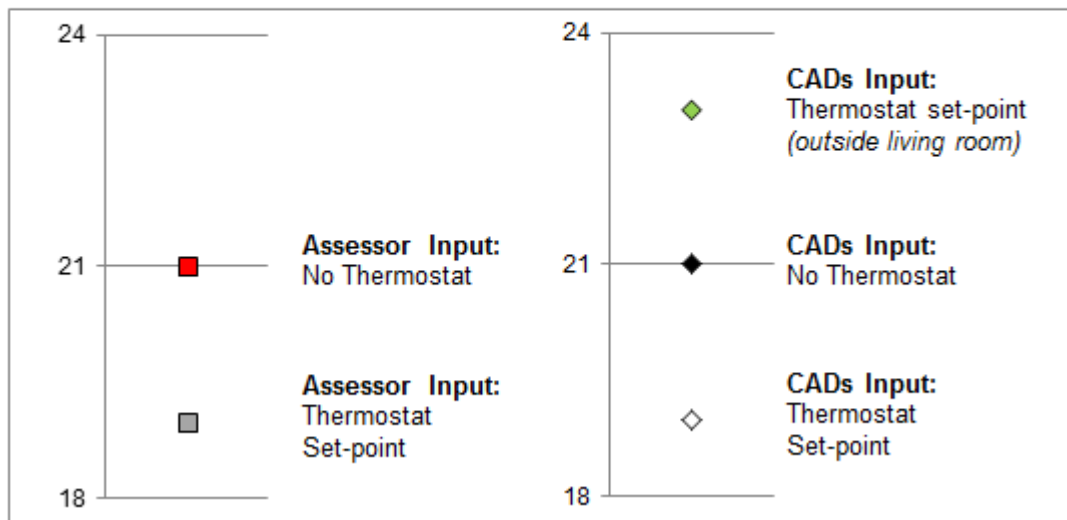 24
21
18
Assessor Input:
No Thermostat
Assessor Input:
Thermostat
Set-point
24
21
18
CADs Input:
Thermostat set-point
(outside living room)
CADs Input:
No Thermostat
CADs Input:
Thermostat
Set-point